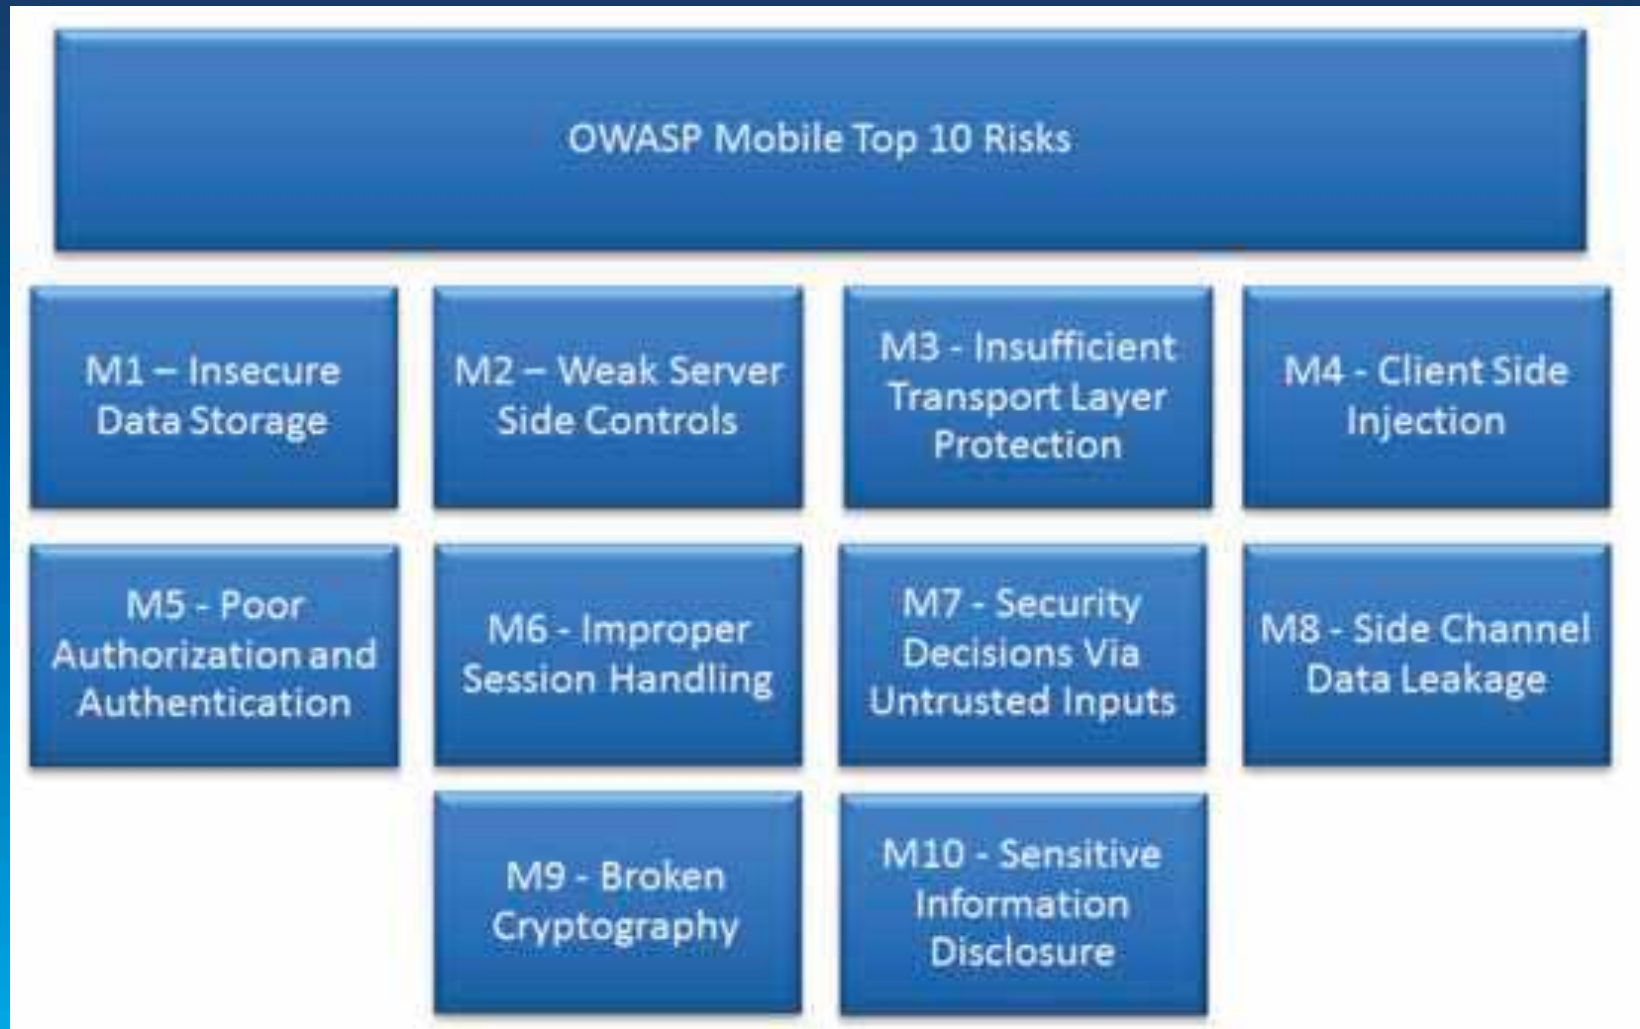 OWASP Mobile Top 10 Risks
M1 – Insecure
Data Storage
M2 – Weak Server
Side Controls
M3 - Insufficient
Transport Layer
Protection
M4 - Client Side
Injection
M5 - Poor
Authorization and
Authentication
M6 - Improper
Session Handling
M7 - Security
Decisions Via
Untrusted Inputs
M8 - Side Channel
Data Leakage
M9 - Broken
Cryptography
M10 - Sensitive
Information
Disclosure